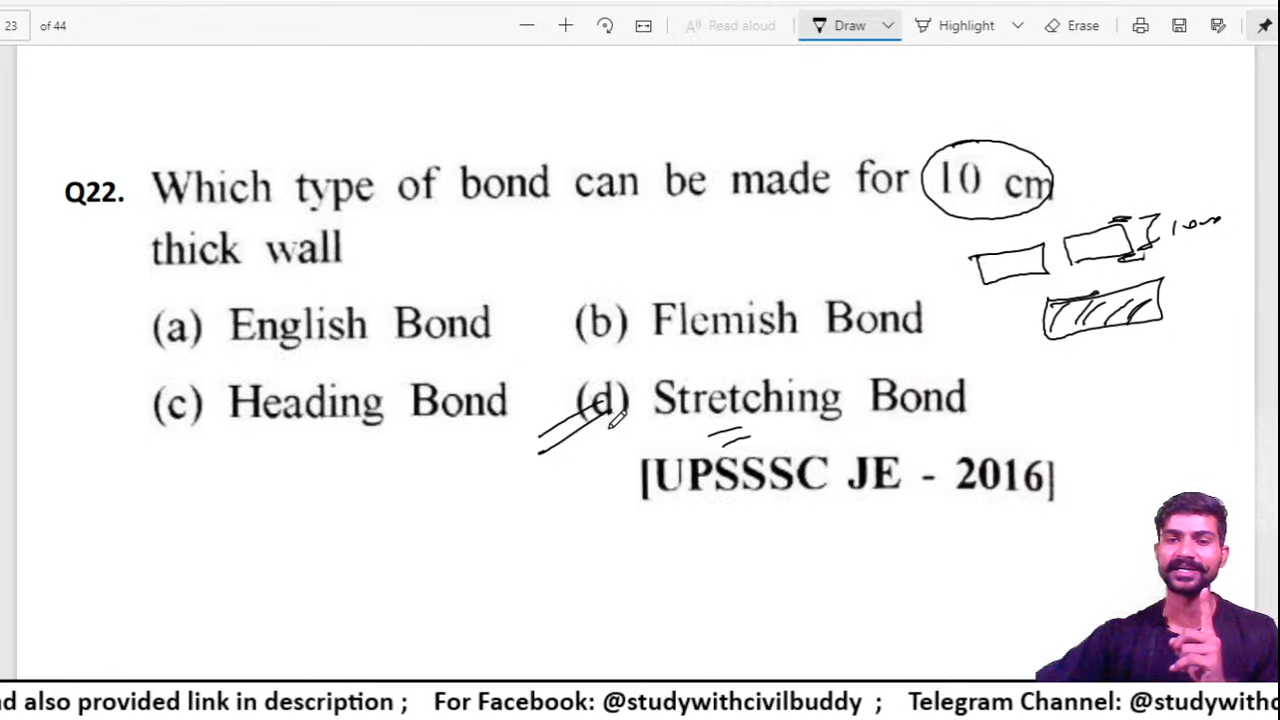 23 of 44 Read aloud Draw Highlight Erase
Q22. Which type of bond can be made for 10 cm
thick wall
(a) English Bond (b) Flemish Bond
(c) Heading Bond (d) Stretching Bond
[UPSSSC JE - 2016]
d also provided link in description ; For Facebook: @studywithcivilbuddy ; Telegram Channel: @studywithc